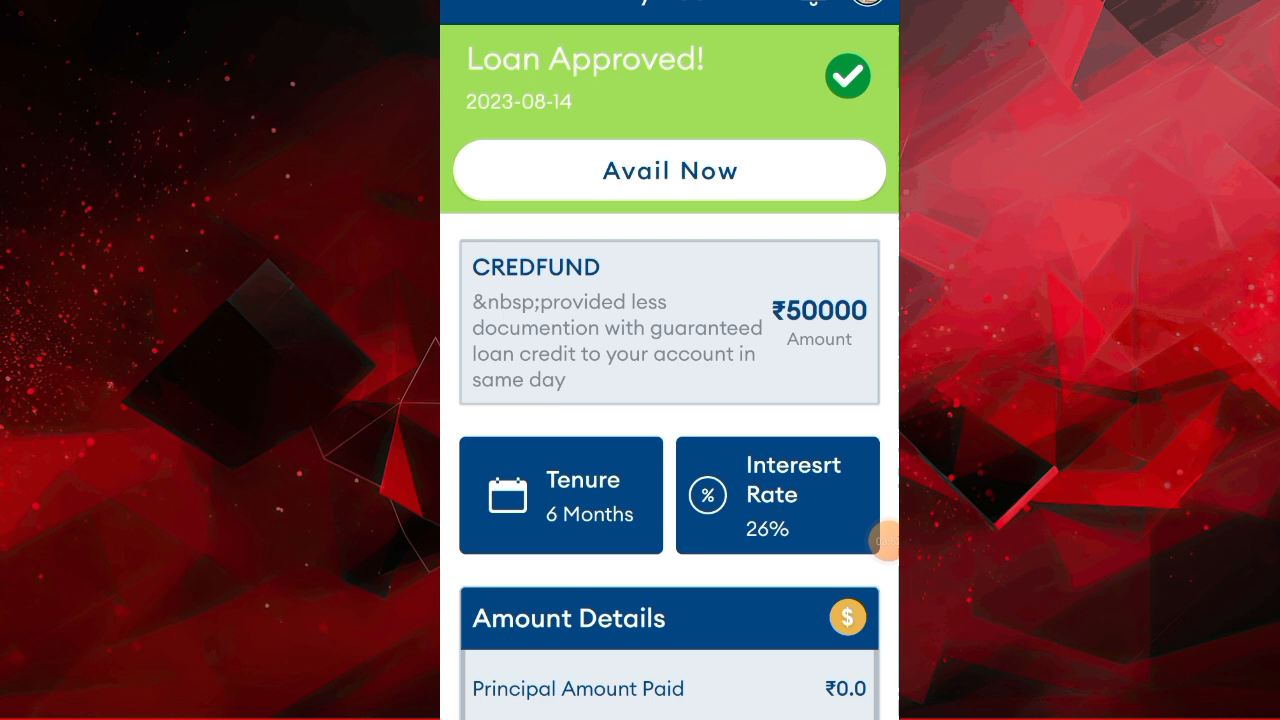 Loan Approved!
2023-08-14
Avail Now
CREDFUND
&nbsp;provided less
documention with guaranteed
loan credit to your account in
same day
₹50000
Amount
Tenure
6 Months
Interesrt
Rate
%
26%
Amount Details
$
Principal Amount Paid
₹0.0